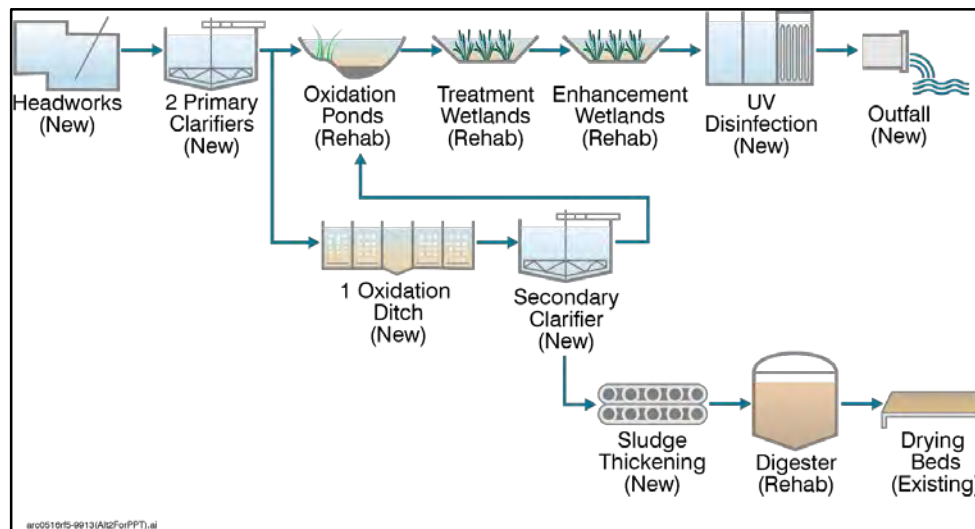 Headworks
(New)
2 Primary
Clarifiers
(New)
Oxidation
Ponds
(Rehab)
Treatment
Wetlands
(Rehab)
Enhancement
Wetlands
(Rehab)
UV
Disinfection
(New)
Outfall
(New)
1 Oxidation
Ditch
(New)
Secondary
Clarifier
(New)
Sludge
Thickening
(New)
Digester
(Rehab)
Drying
Beds
(Existing)
arc0516rf5-9913(Alt2ForPPT).ai